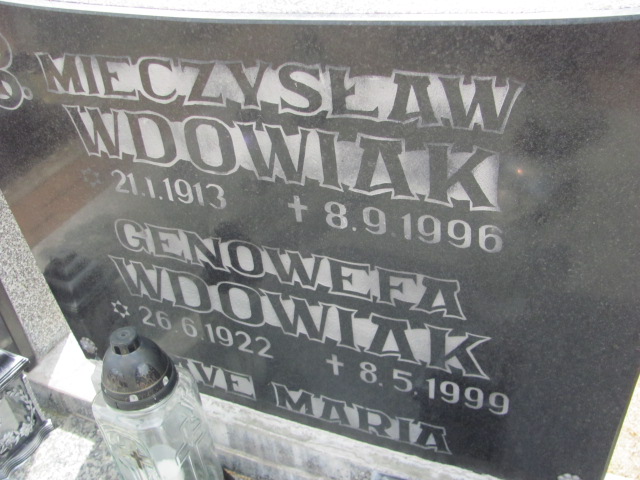 MIECZYSŁAW
WDOWIAK
✡ 21.1.1913 ✝ 8.9.1996
GENOWEFA
WDOWIAK
✡ 26.6.1922 ✝ 8.5.1999
AVE MARIA